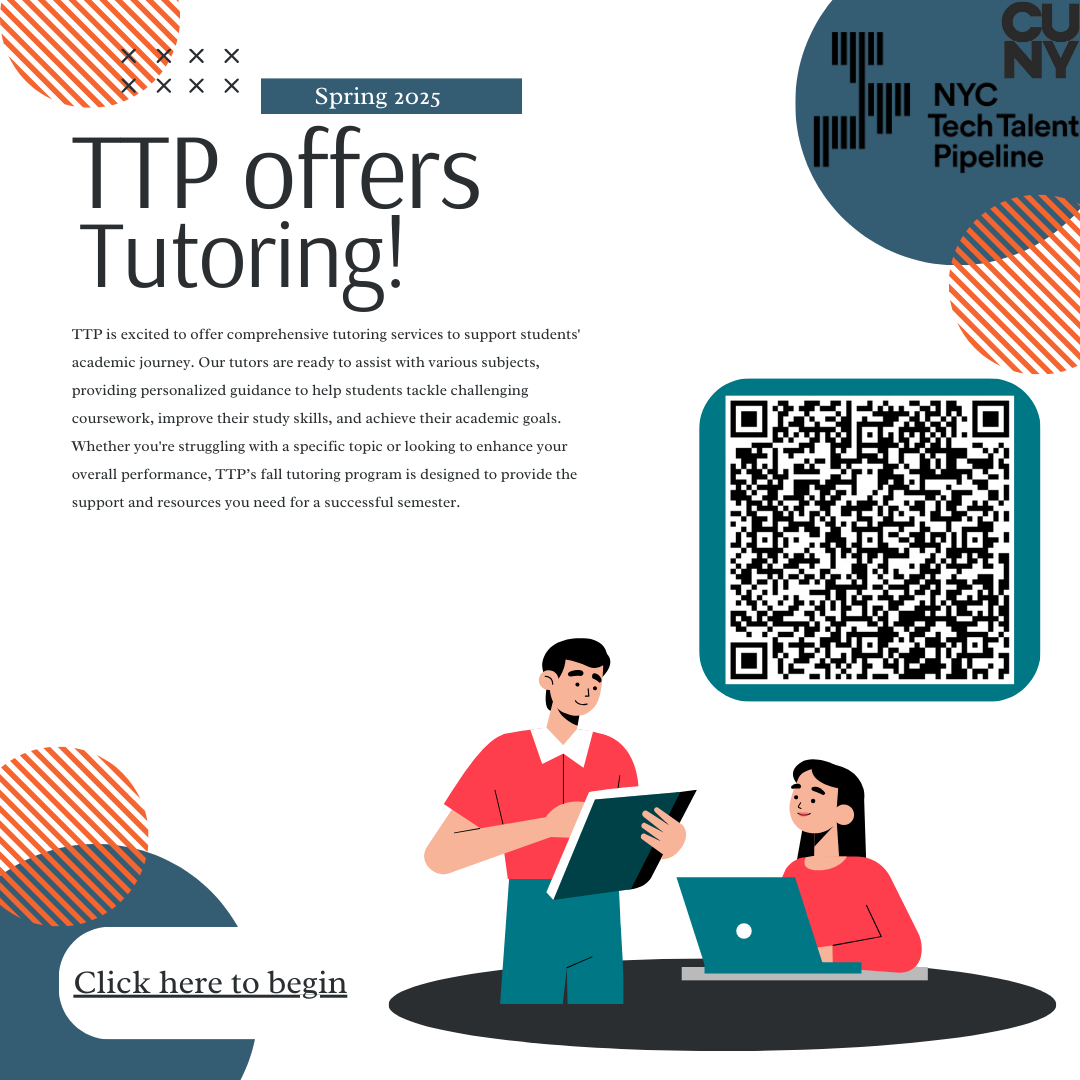 CU
NY
NYC
Tech Talent
Pipeline
Spring 2025
TTP offers
Tutoring!
TTP is excited to offer comprehensive tutoring services to support students'
academic journey. Our tutors are ready to assist with various subjects,
providing personalized guidance to help students tackle challenging
coursework, improve their study skills, and achieve their academic goals.
Whether you're struggling with a specific topic or looking to enhance your
overall performance, TTP’s fall tutoring program is designed to provide the
support and resources you need for a successful semester.
Click here to begin